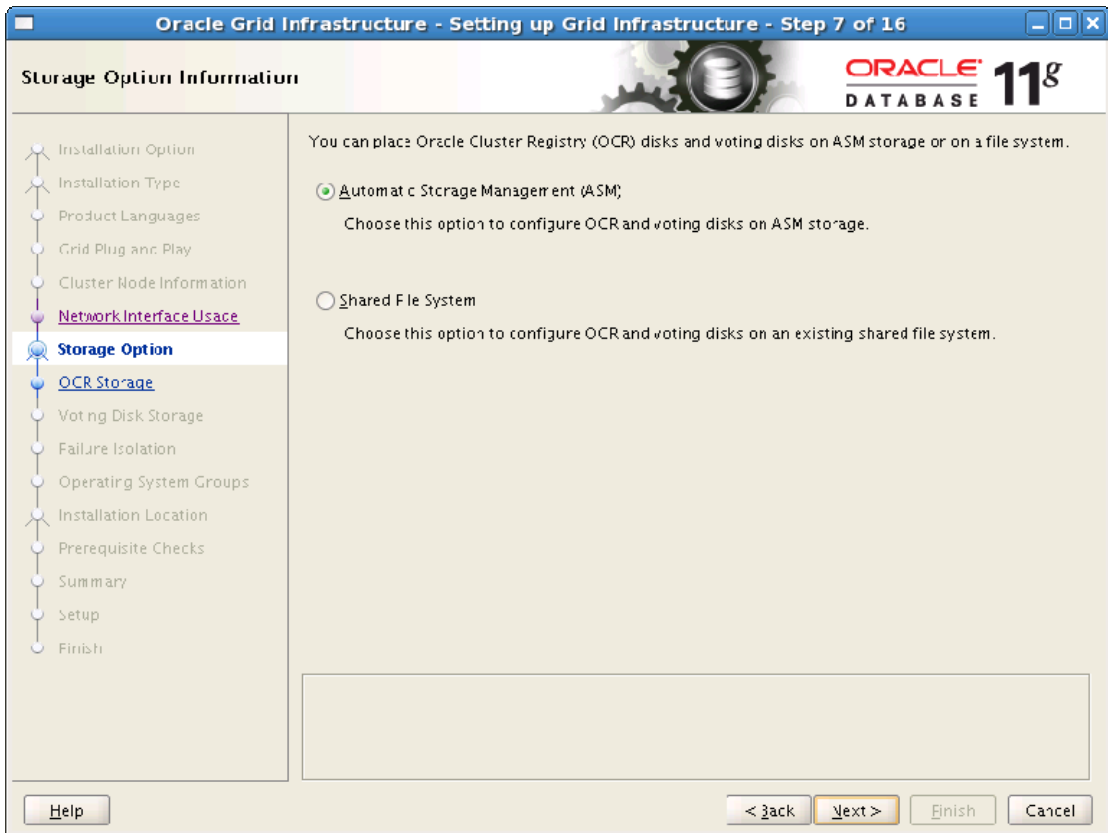 Oracle Grid Infrastructure - Setting up Grid Infrastructure - Step 7 of 16
Storage Option Information
ORACLE
DATABASE
11g
Installation Option
Installation Type
Product Languages
Grid Plug and Play
Cluster Node Information
Network Interface Usage
Storage Option
OCR Storage
Voting Disk Storage
Failure Isolation
Operating System Groups
Installation Location
Prerequisite Checks
Summary
Setup
Finish
You can place Oracle Cluster Registry (OCR) disks and voting disks on ASM storage or on a file system.
Automatic Storage Management (ASM)
Choose this option to configure OCR and voting disks on ASM storage.
Shared File System
Choose this option to configure OCR and voting disks on an existing shared file system.
Help
< Back
Next >
Finish
Cancel